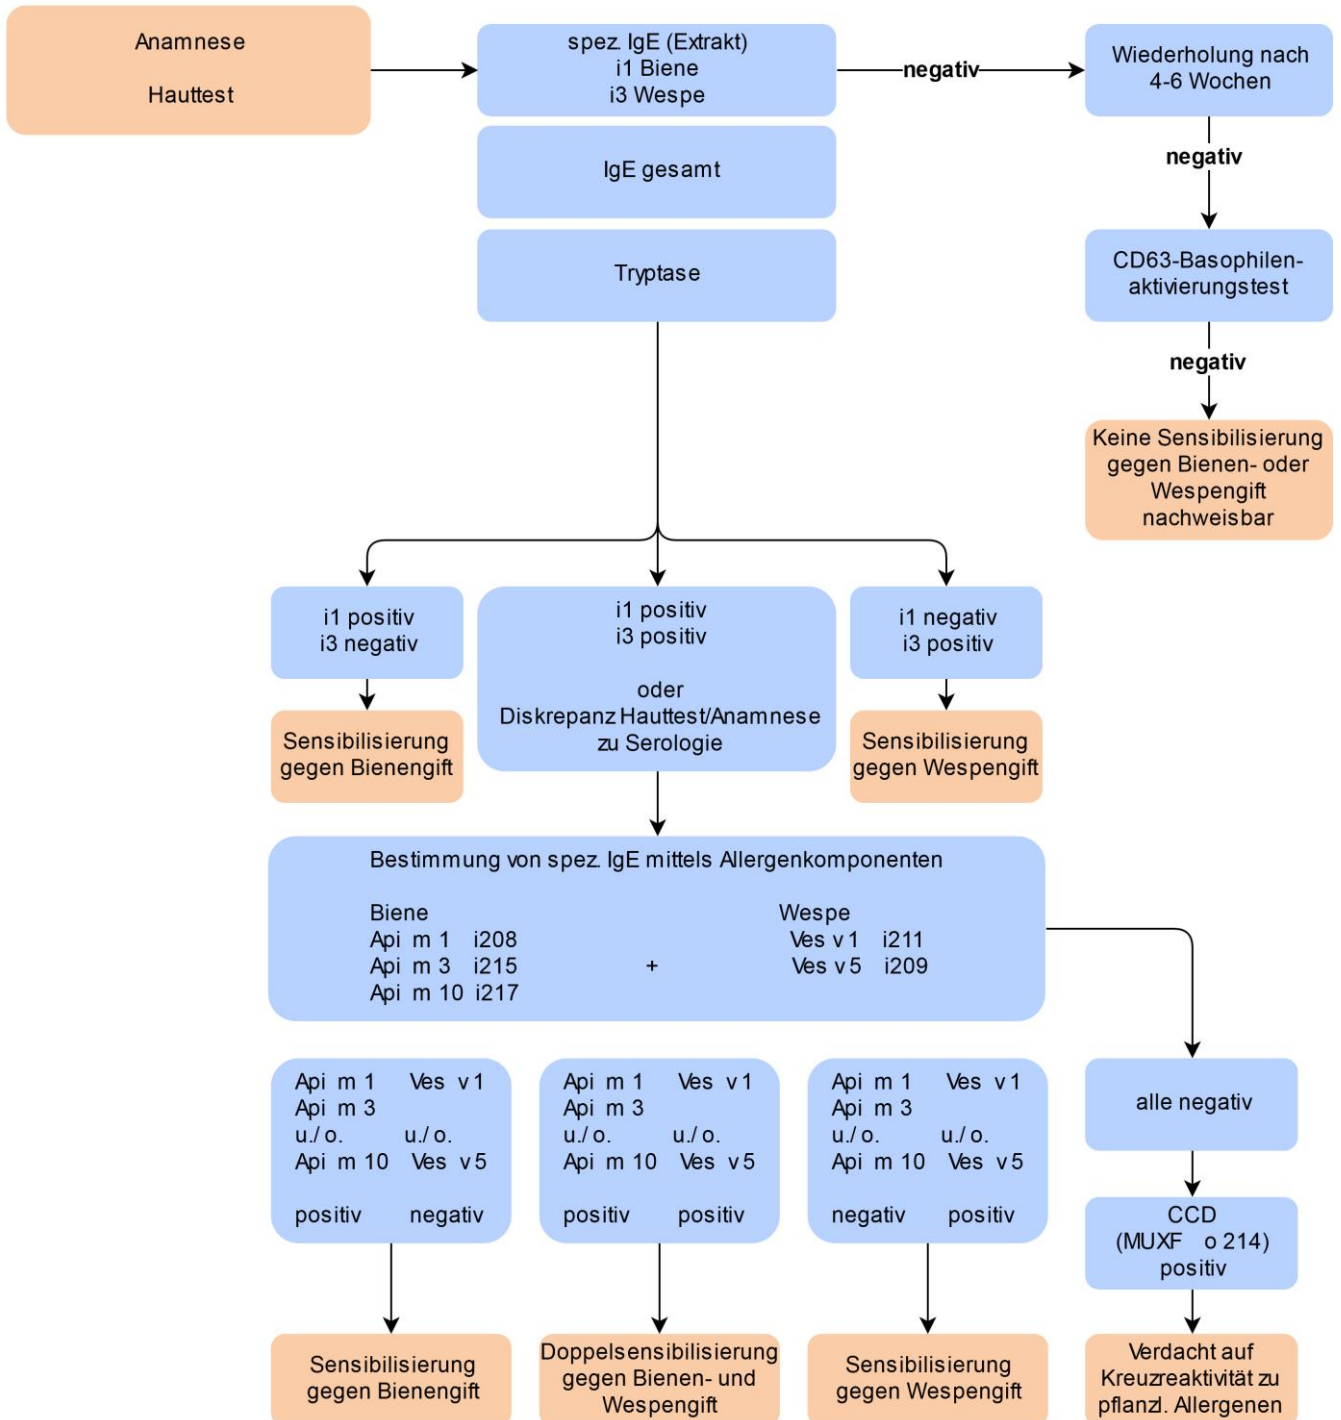 Anamnese
Hauttest
spez. IgE (Extrakt)
i1 Biene
i3 Wespe
negativ
Wiederholung nach
4-6 Wochen
IgE gesamt
negativ
Tryptase
CD63-Basophilen-
aktivierungstest
negativ
Keine Sensibilisierung
gegen Bienen- oder
Wespengift
nachweisbar
i1 positiv
i3 negativ
i1 positiv
i3 positiv
oder
Diskrepanz Hauttest/Anamnese
zu Serologie
i1 negativ
i3 positiv
Sensibilisierung
gegen Bienengift
Sensibilisierung
gegen Wespengift
Bestimmung von spez. IgE mittels Allergenkomponenten
Biene Wespe
Api m 1 i208 Ves v 1 i211
Api m 3 i215 + Ves v 5 i209
Api m 10 i217
Api m 1 Ves v 1
Api m 3
u./ o. u./ o.
Api m 10 Ves v 5
positiv negativ
Api m 1 Ves v 1
Api m 3
u./ o. u./ o.
Api m 10 Ves v 5
positiv positiv
Api m 1 Ves v 1
Api m 3
u./ o. u./ o.
Api m 10 Ves v 5
negativ positiv
alle negativ
CCD
(MUXF o 214)
positiv
Sensibilisierung
gegen Bienengift
Doppelsensibilisierung
gegen Bienen- und
Wespengift
Sensibilisierung
gegen Wespengift
Verdacht auf
Kreuzreaktivität zu
pflanzl. Allergenen